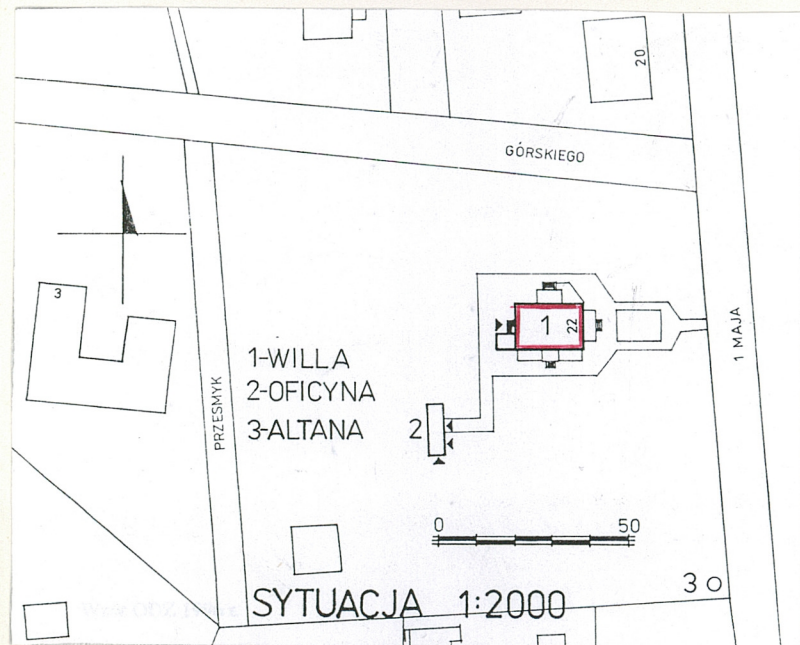 20
GÓRSKIEGO
3
1
22
1 MAJA
1-WILLA
2-OFICYNA
3-ALTANA
PRZESMYK
2
0 50
3
SYTUACJA 1:2000